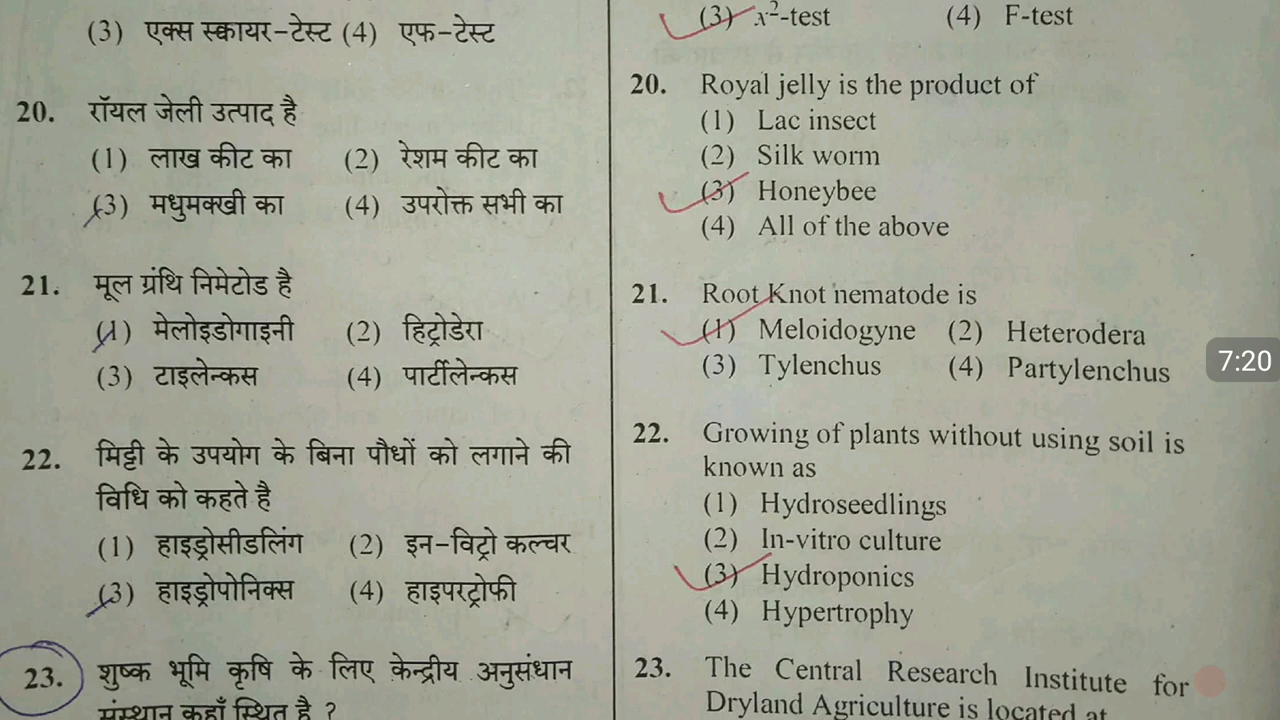 (3) एक्स स्क्वायर-टेस्ट (4) एफ-टेस्ट
20. रॉयल जेली उत्पाद है
(1) लाख कीट का (2) रेशम कीट का
(3) मधुमक्खी का (4) उपरोक्त सभी का
21. मूल ग्रंथि निमेटोड है
(1) मेलोइडोगाइनी (2) हिट्रोडेरा
(3) टाइलेन्कस (4) पार्टीलेन्कस
22. मिट्टी के उपयोग के बिना पौधों को लगाने की
विधि को कहते है
(1) हाइड्रोसीडलिंग (2) इन-विट्रो कल्चर
(3) हाइड्रोपोनिक्स (4) हाइपरट्रोफी
23. शुष्क भूमि कृषि के लिए केन्द्रीय अनुसंधान
संस्थान कहाँ स्थित है ?
(3) x²-test (4) F-test
20. Royal jelly is the product of
(1) Lac insect
(2) Silk worm
(3) Honeybee
(4) All of the above
21. Root Knot nematode is
(1) Meloidogyne (2) Heterodera
(3) Tylenchus (4) Partylenchus
22. Growing of plants without using soil is
known as
(1) Hydroseedlings
(2) In-vitro culture
(3) Hydroponics
(4) Hypertrophy
23. The Central Research Institute for
Dryland Agriculture is located at
7:20